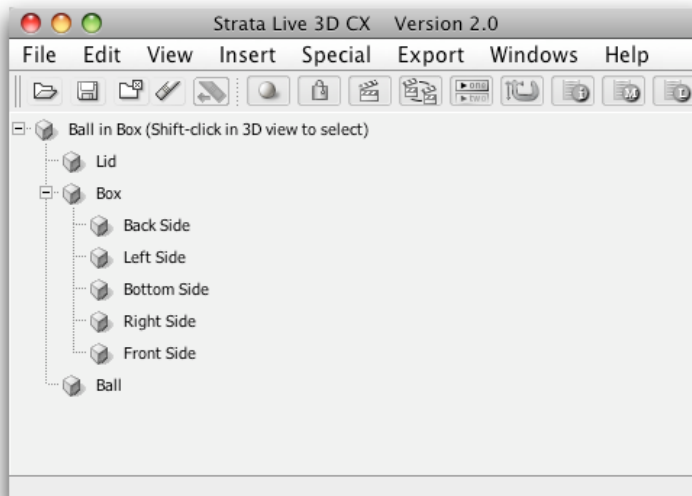 Strata Live 3D CX Version 2.0
File Edit View Insert Special Export Windows Help
one
two
Ball in Box (Shift-click in 3D view to select)
Lid
Box
Back Side
Left Side
Bottom Side
Right Side
Front Side
Ball